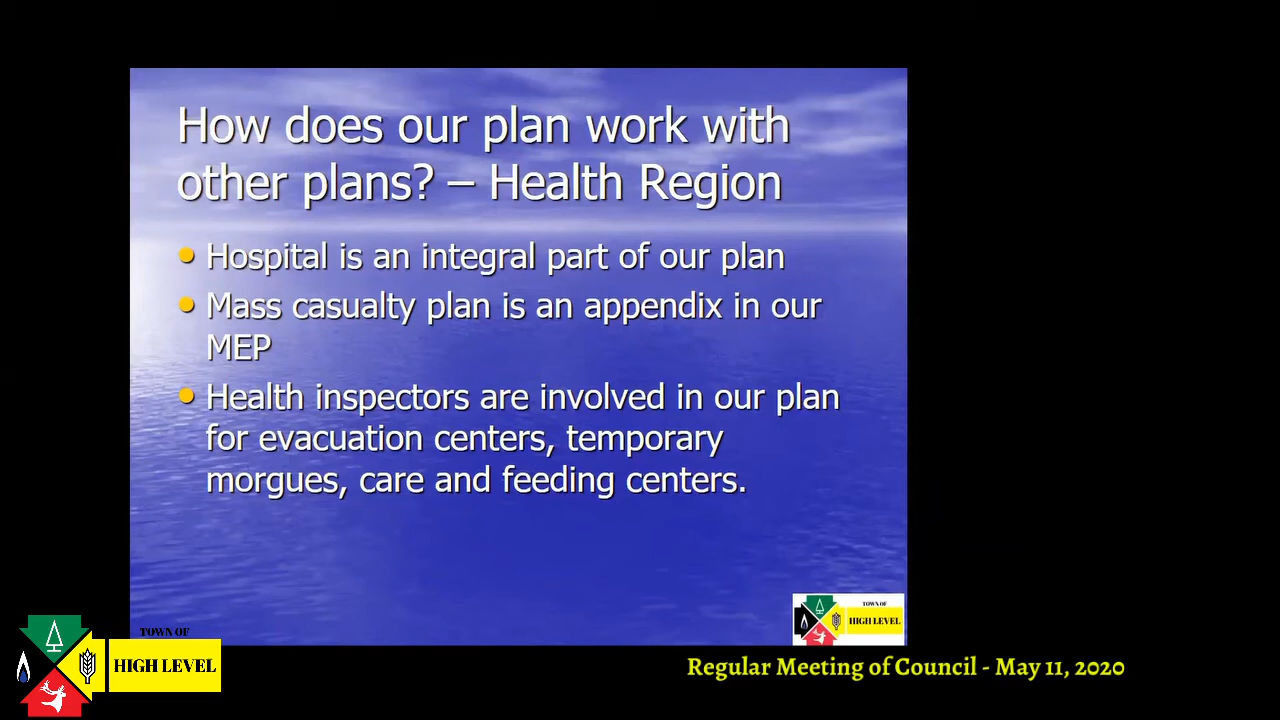 How does our plan work with
other plans? – Health Region
• Hospital is an integral part of our plan
• Mass casualty plan is an appendix in our
MEP
• Health inspectors are involved in our plan
for evacuation centers, temporary
morgues, care and feeding centers.
TOWN OF
HIGH LEVEL
TOWN OF
HIGH LEVEL
Regular Meeting of Council - May 11, 2020